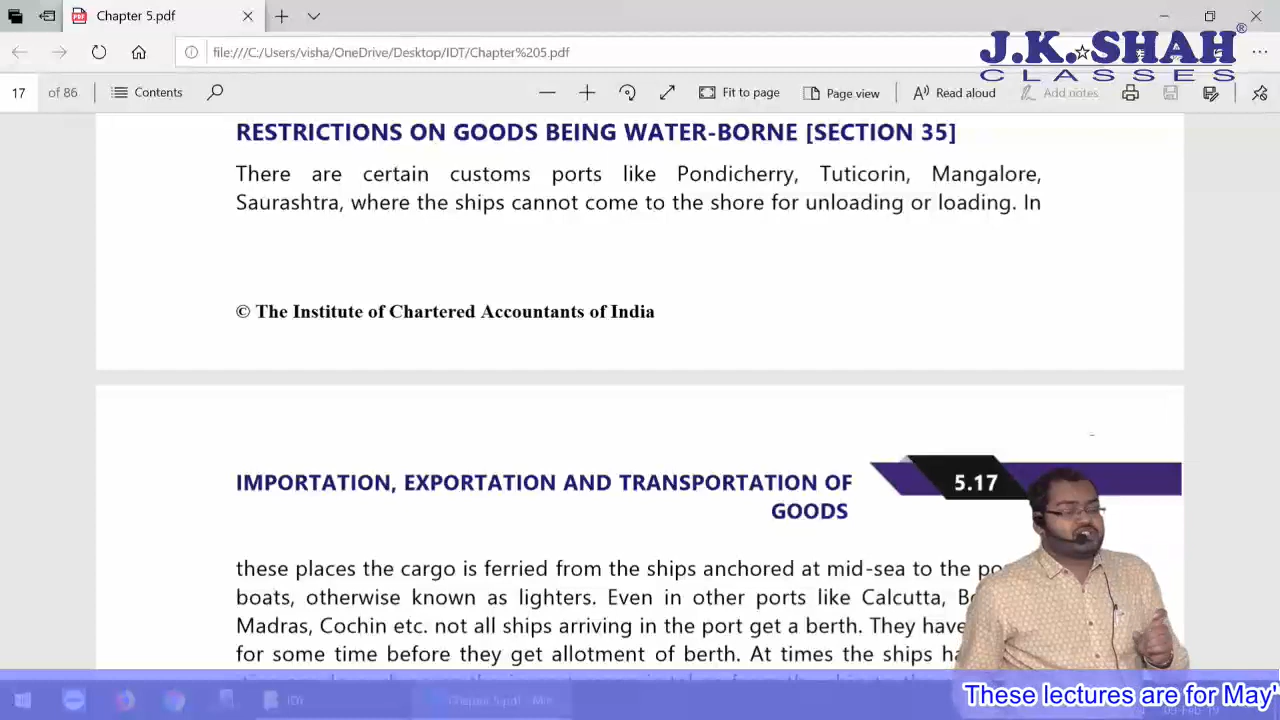 Chapter 5.pdf
J.K.SHAH®
CLASSES
file:///C:/Users/visha/OneDrive/Desktop/IDT/Chapter%205.pdf
17 of 86 Contents Fit to page Page view Read aloud Add notes
RESTRICTIONS ON GOODS BEING WATER-BORNE [SECTION 35]
There are certain customs ports like Pondicherry, Tuticorin, Mangalore,
Saurashtra, where the ships cannot come to the shore for unloading or loading. In
© The Institute of Chartered Accountants of India
IMPORTATION, EXPORTATION AND TRANSPORTATION OF
GOODS
5.17
these places the cargo is ferried from the ships anchored at mid-sea to the
boats, otherwise known as lighters. Even in other ports like Calcutta,
Madras, Cochin etc. not all ships arriving in the port get a berth. They have
for some time before they get allotment of berth. At times the ships
These lectures are for May'